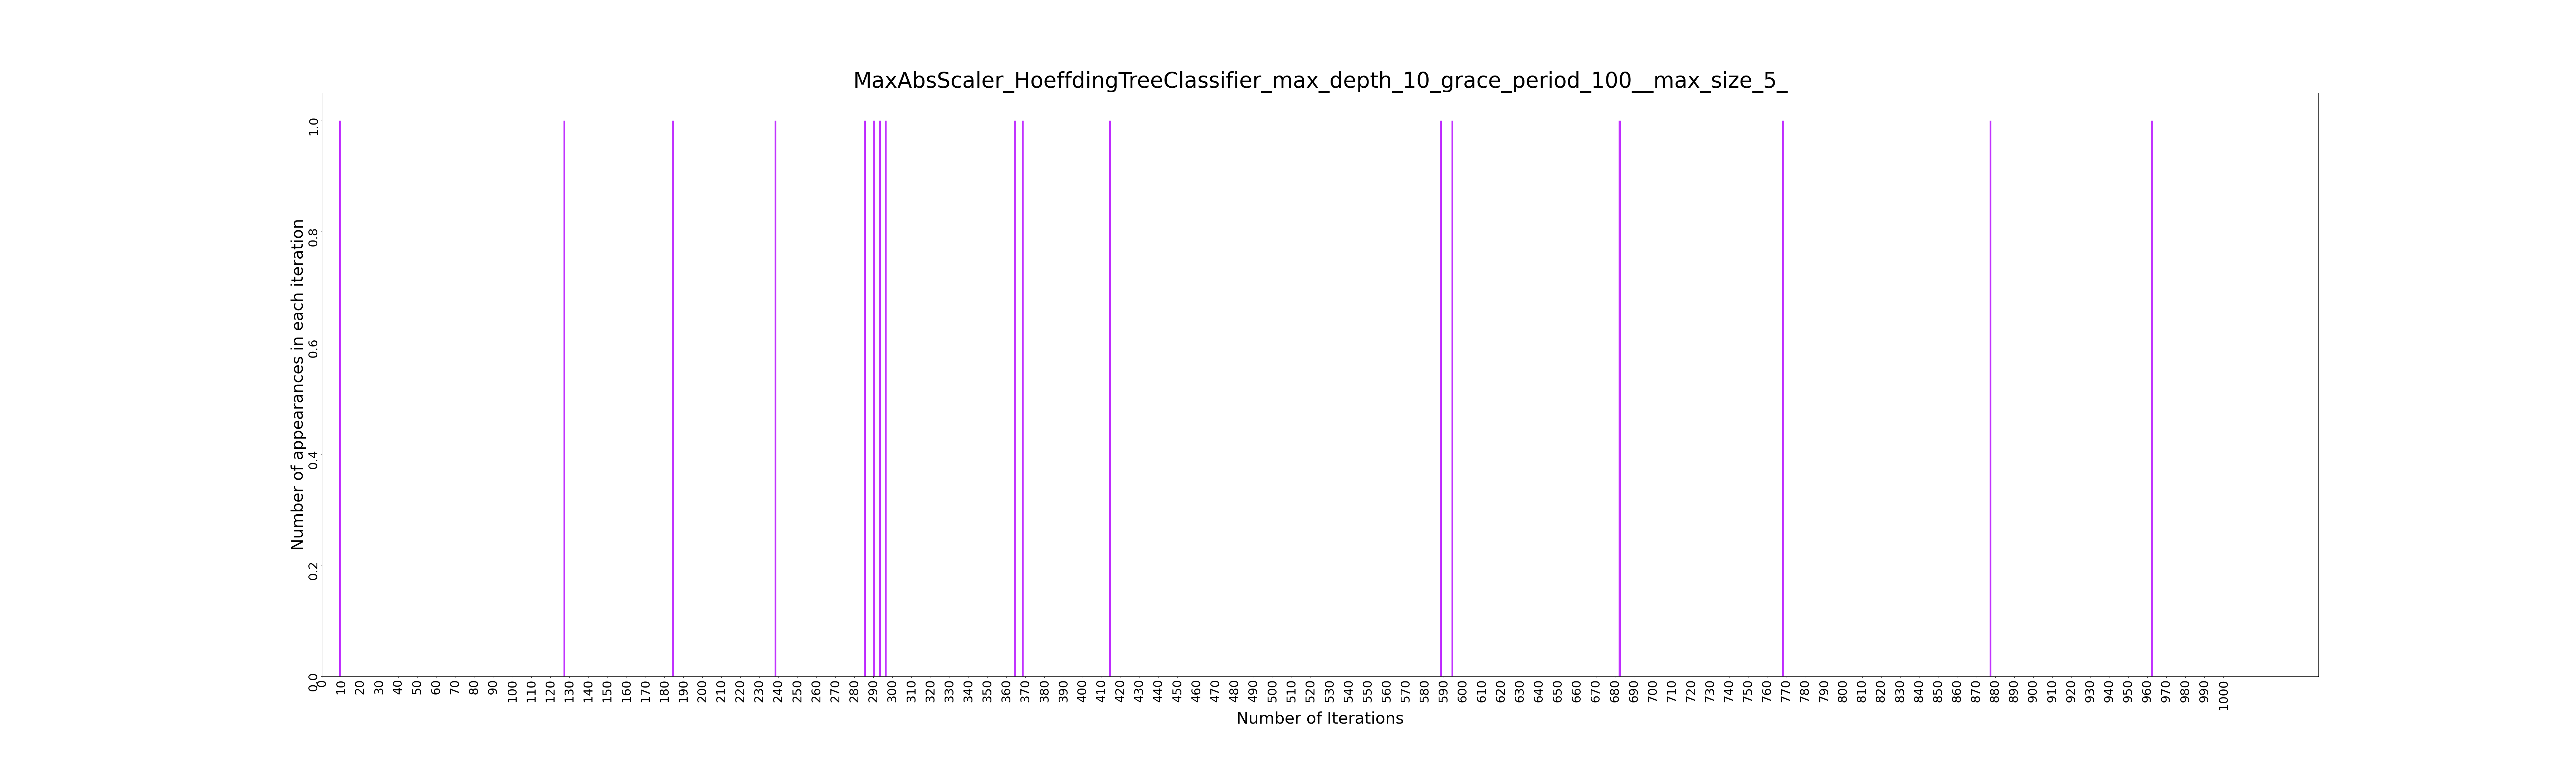 MaxAbsScaler_HoeffdingTreeClassifier_max_depth_10_grace_period_100__max_size_5_
Number of appearances in each iteration
1.0
0.8
0.6
0.4
0.2
0.0
0 10 20 30 40 50 60 70 80 90 100 110 120 130 140 150 160 170 180 190 200 210 220 230 240 250 260 270 280 290 300 310 320 330 340 350 360 370 380 390 400 410 420 430 440 450 460 470 480 490 500 510 520 530 540 550 560 570 580 590 600 610 620 630 640 650 660 670 680 690 700 710 720 730 740 750 760 770 780 790 800 810 820 830 840 850 860 870 880 890 900 910 920 930 940 950 960 970 980 990 1000
Number of Iterations